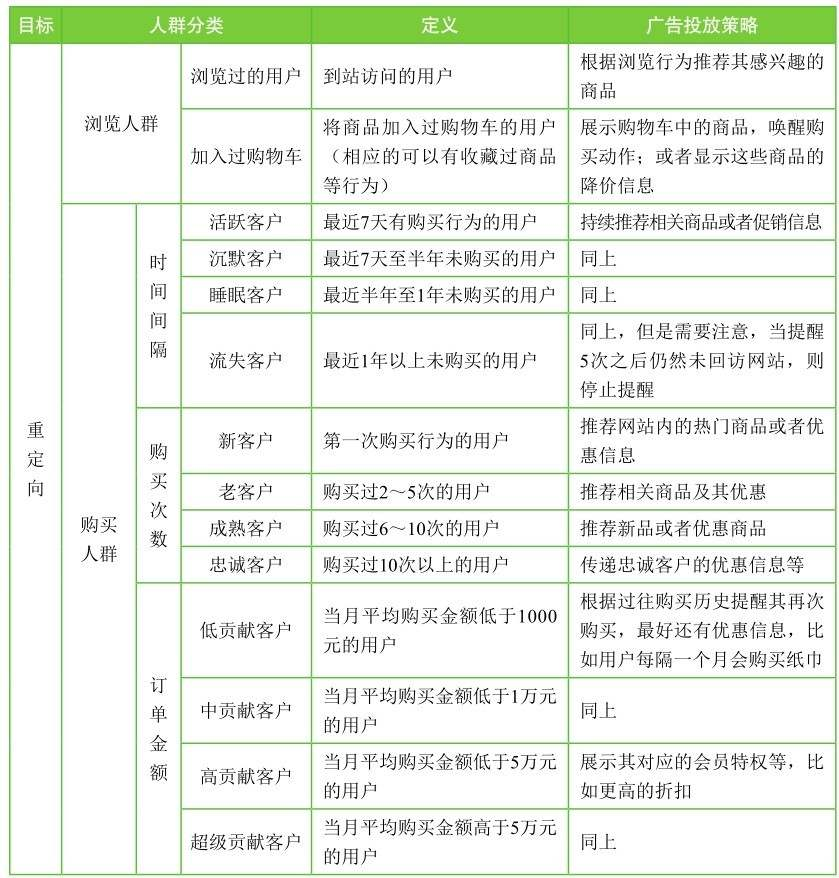 目标 人群分类 定义 广告投放策略
重定向
浏览人群
浏览过的用户
到站访问的用户
根据浏览行为推荐其感兴趣的
商品
加入过购物车
将商品加入过购物车的用户
（相应的可以有收藏过商品
等行为）
展示购物车中的商品，唤醒购
买动作；或者显示这些商品的
降价信息
购买
人群
时间间隔
活跃客户
最近7天有购买行为的用户
持续推荐相关商品或者促销信息
沉默客户
最近7天至半年未购买的用户
同上
睡眠客户
最近半年至1年未购买的用户
同上
流失客户
最近1年以上未购买的用户
同上，但是需要注意，当提醒
5次之后仍然未回访网站，则
停止提醒
购买次数
新客户
第一次购买行为的用户
推荐网站内的热门商品或者优
惠信息
老客户
购买过2～5次的用户
推荐相关商品及其优惠
成熟客户
购买过6～10次的用户
推荐新品或者优惠商品
忠诚客户
购买过10次以上的用户
传递忠诚客户的优惠信息等
订单金额
低贡献客户
当月平均购买金额低于1000
元的用户
根据过往购买历史提醒其再次
购买，最好还有优惠信息，比
如用户每隔一个月会购买纸巾
中贡献客户
当月平均购买金额低于1万元
的用户
同上
高贡献客户
当月平均购买金额低于5万元
的用户
展示其对应的会员特权等，比
如更高的折扣
超级贡献客户
当月平均购买金额高于5万元
的用户
同上